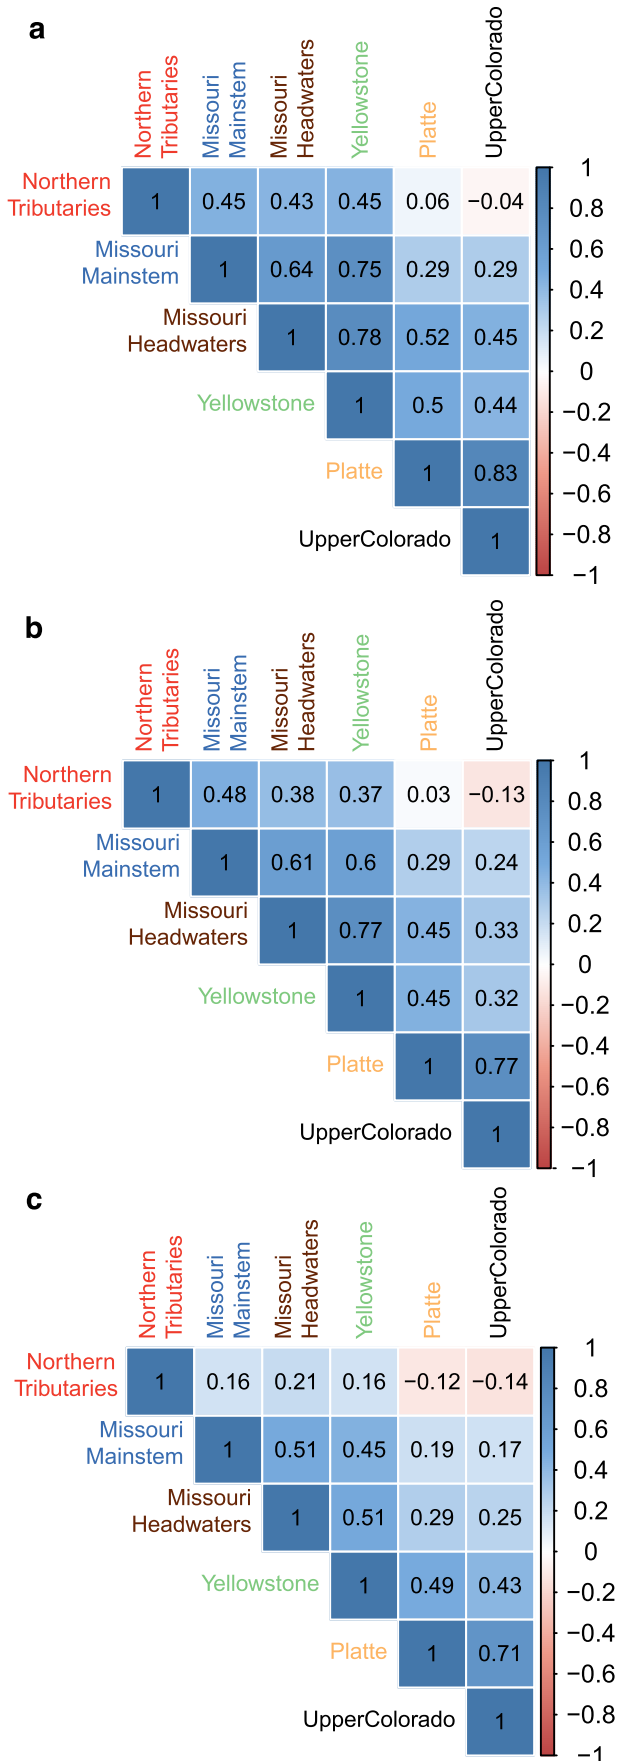 a
Northern
Tributaries
Missouri
Mainstem
Missouri
Headwaters
Yellowstone
Platte
UpperColorado
Northern
Tributaries
1 0.45 0.43 0.45 0.06 −0.04
Missouri
Mainstem
1 0.64 0.75 0.29 0.29
Missouri
Headwaters
1 0.78 0.52 0.45
Yellowstone
1 0.5 0.44
Platte
1 0.83
UpperColorado
1
1
0.8
0.6
0.4
0.2
0
−0.2
−0.4
−0.6
−0.8
−1
b
Northern
Tributaries
Missouri
Mainstem
Missouri
Headwaters
Yellowstone
Platte
UpperColorado
Northern
Tributaries
1 0.48 0.38 0.37 0.03 −0.13
Missouri
Mainstem
1 0.61 0.6 0.29 0.24
Missouri
Headwaters
1 0.77 0.45 0.33
Yellowstone
1 0.45 0.32
Platte
1 0.77
UpperColorado
1
1
0.8
0.6
0.4
0.2
0
−0.2
−0.4
−0.6
−0.8
−1
c
Northern
Tributaries
Missouri
Mainstem
Missouri
Headwaters
Yellowstone
Platte
UpperColorado
Northern
Tributaries
1 0.16 0.21 0.16 −0.12 −0.14
Missouri
Mainstem
1 0.51 0.45 0.19 0.17
Missouri
Headwaters
1 0.51 0.29 0.25
Yellowstone
1 0.49 0.43
Platte
1 0.71
UpperColorado
1
1
0.8
0.6
0.4
0.2
0
−0.2
−0.4
−0.6
−0.8
−1